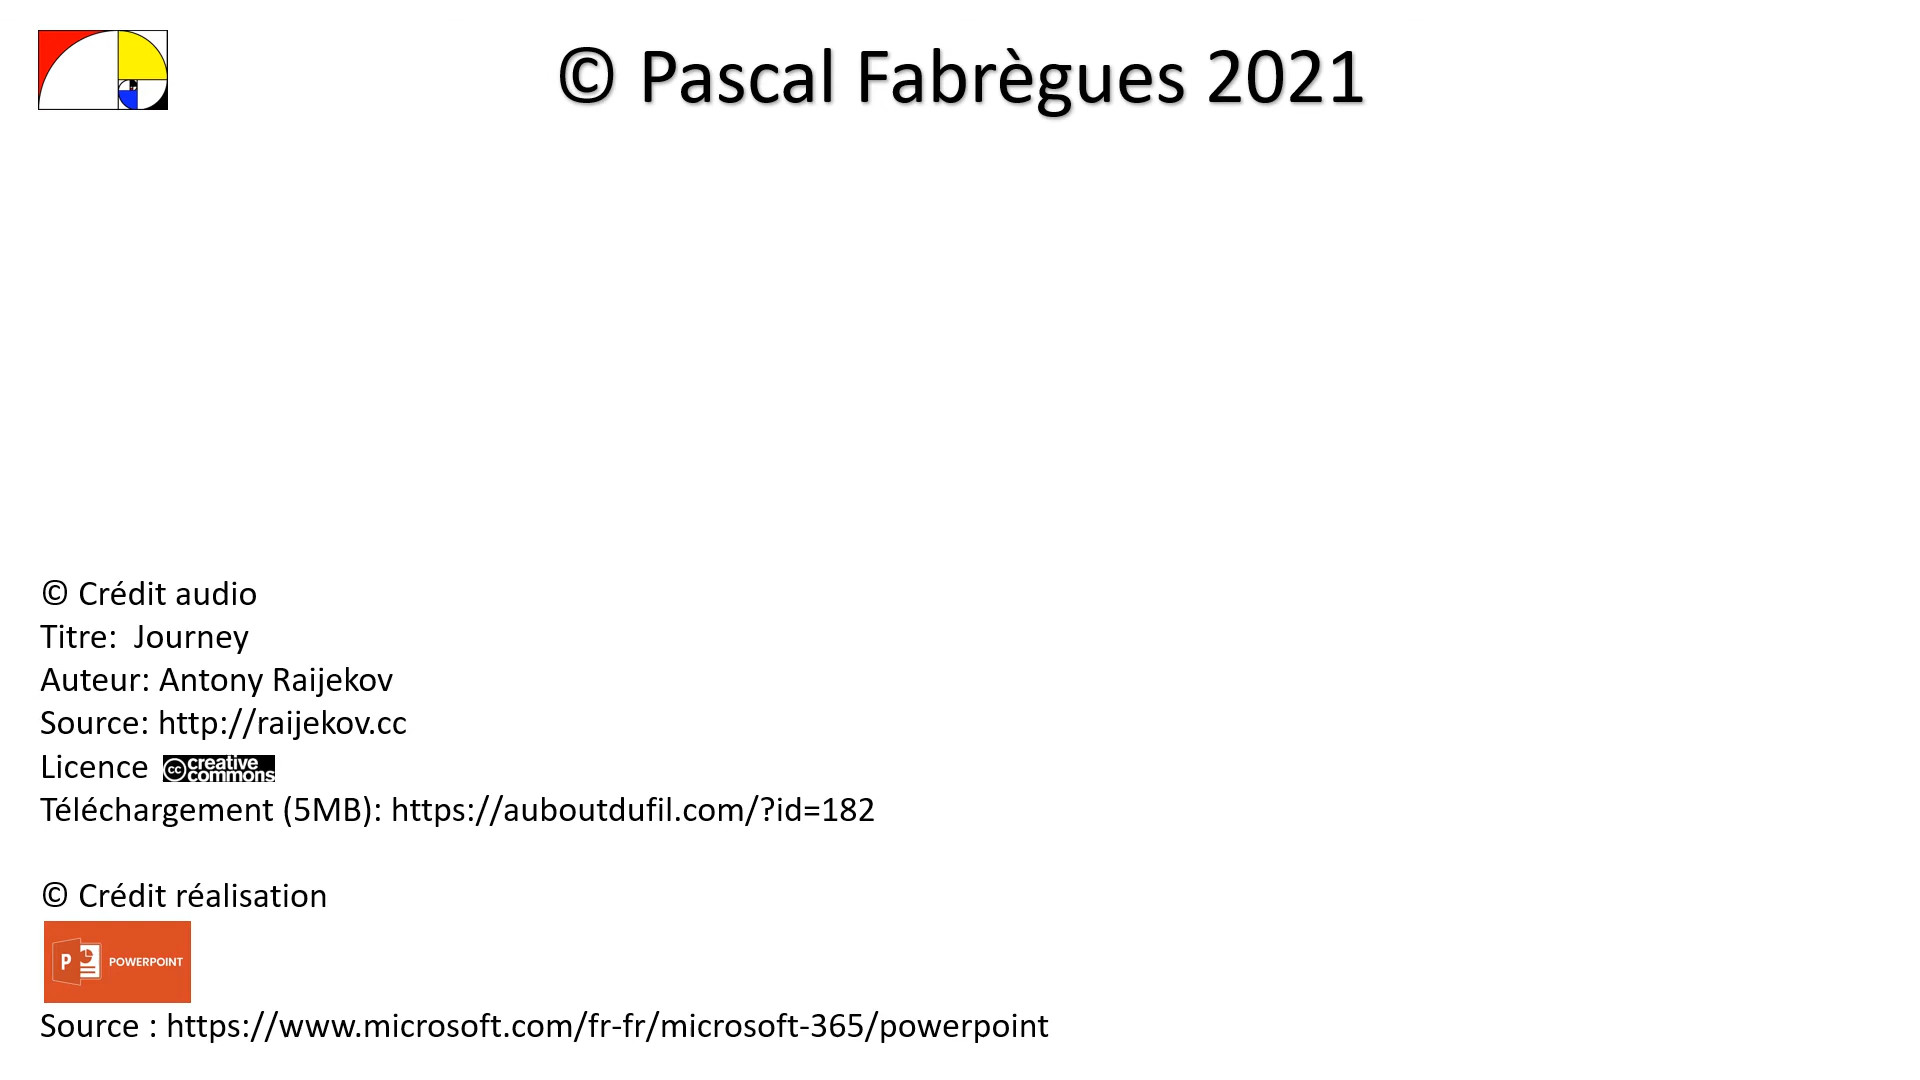 © Pascal Fabrègues 2021
© Crédit audio
Titre:  Journey
Auteur: Antony Raijekov
Source: http://raijekov.cc
Licence cc creative commons
Téléchargement (5MB): https://auboutdufil.com/?id=182
© Crédit réalisation
P POWERPOINT
Source : https://www.microsoft.com/fr-fr/microsoft-365/powerpoint